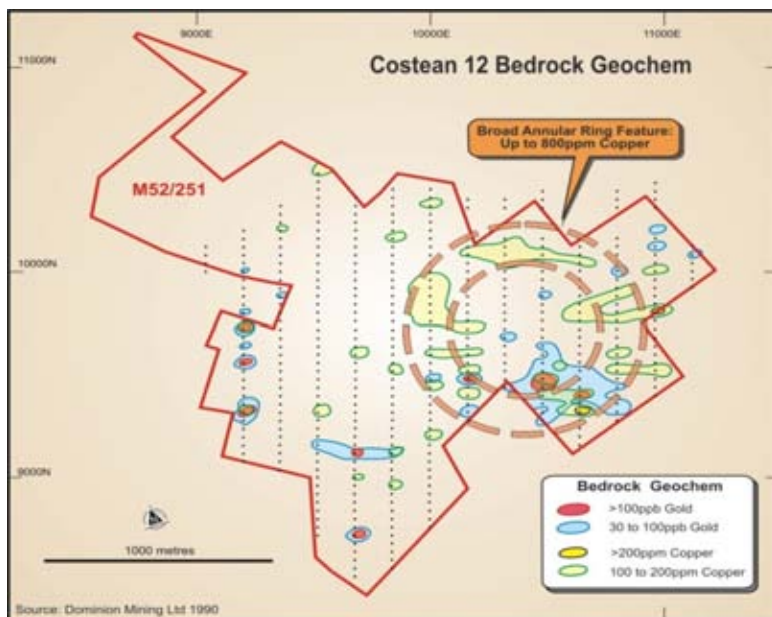 9000E
10000E
11000E
11000N
Costean 12 Bedrock Geochem
Broad Annular Ring Feature:
Up to 800ppm Copper
M52/251
10000N
9000N
1000 metres
Bedrock Geochem
>100ppb Gold
30 to 100ppb Gold
>200ppm Copper
100 to 200ppm Copper
Source: Dominion Mining Ltd 1990